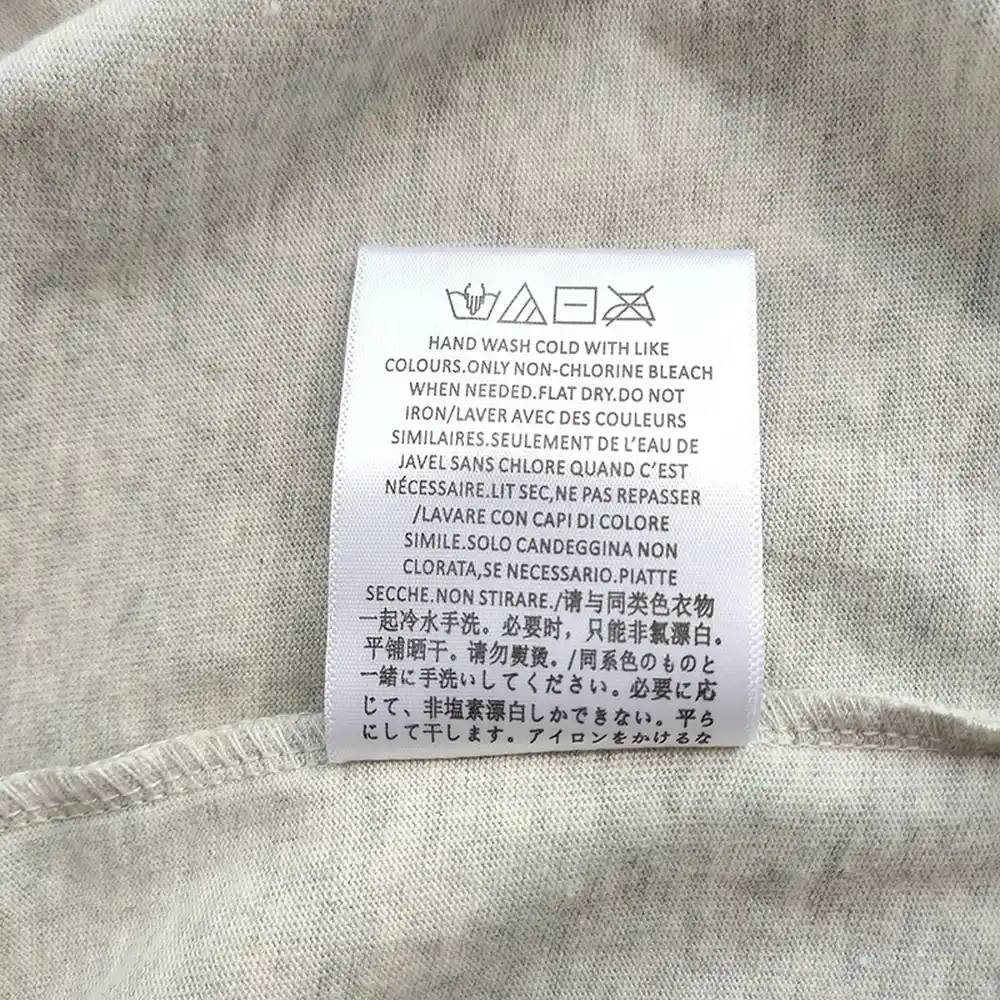 HAND WASH COLD WITH LIKE
COLOURS.ONLY NON-CHLORINE BLEACH
WHEN NEEDED.FLAT DRY.DO NOT
IRON/LAVER AVEC DES COULEURS
SIMILAIRES.SEULEMENT DE L'EAU DE
JAVEL SANS CHLORE QUAND C'EST
NÉCESSAIRE.LIT SEC,NE PAS REPASSER
/LAVARE CON CAPI DI COLORE
SIMILE.SOLO CANDEGGINA NON
CLORATA,SE NECESSARIO.PIATTE
SECCHE.NON STIRARE./请与同类色衣物
一起冷水手洗。必要时，只能非氯漂白。
平铺晒干。请勿熨烫。/同系色のものと
一緒に手洗いしてください。必要に応
じて、非塩素漂白しかできない。平ら
にして干します。アイロンをかけるな